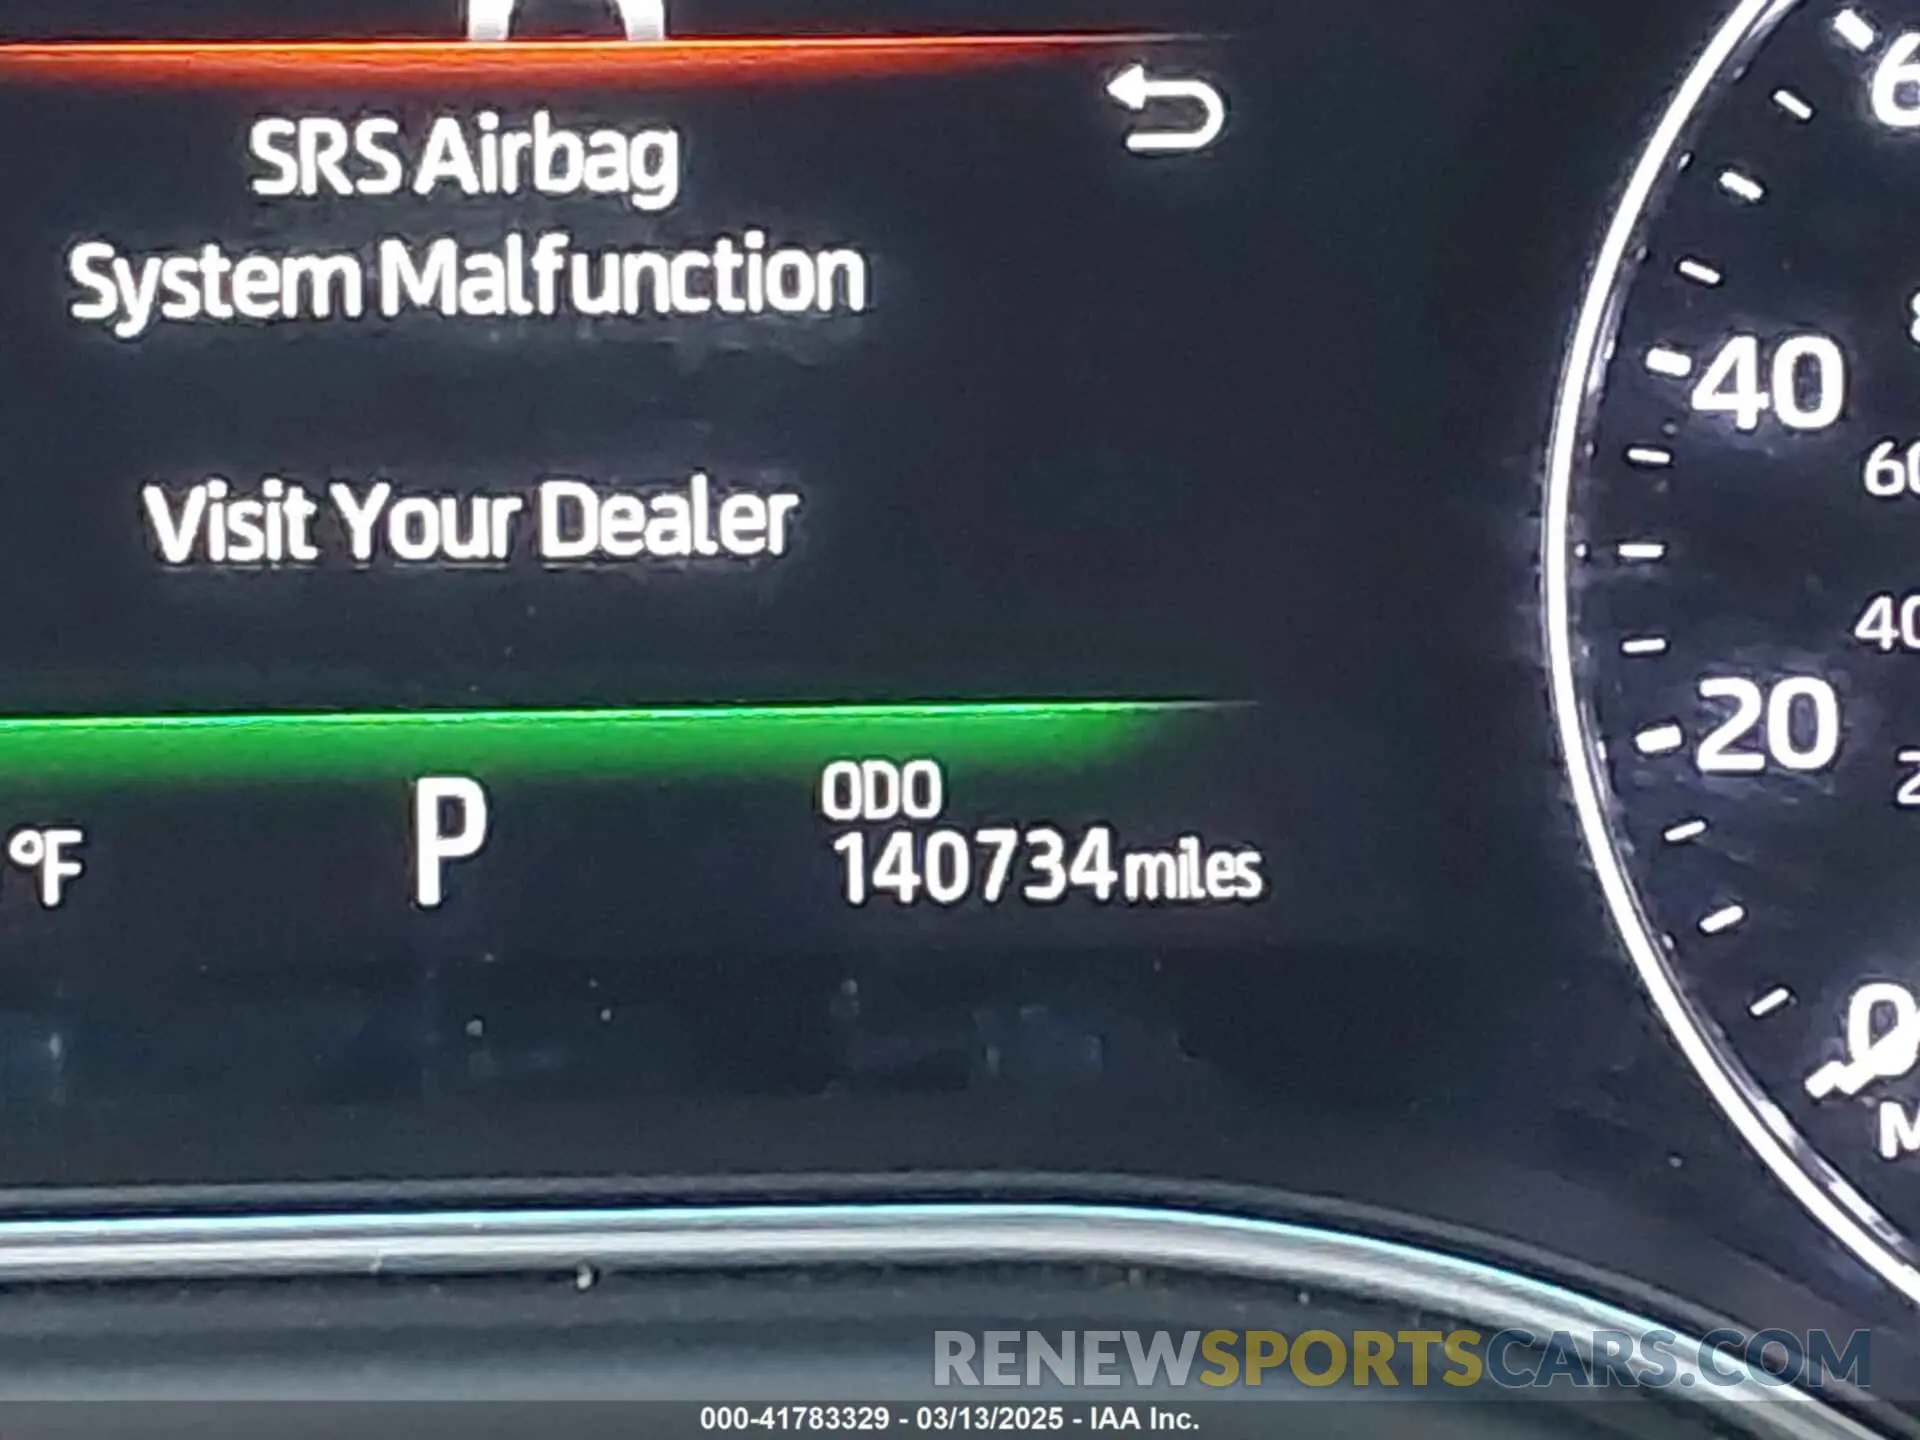 SRS Airbag
System Malfunction
Visit Your Dealer
°F
P
ODO
140734 miles
40
60
40
20
0
RENEWSPORTSCARS.COM
000-41783329 - 03/13/2025 - IAA Inc.